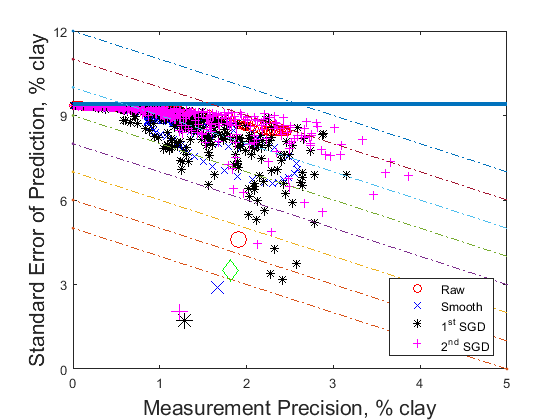 12
9
6
3
0
Standard Error of Prediction, % clay
Raw
Smooth
1st SGD
2nd SGD
0 1 2 3 4 5
Measurement Precision, % clay